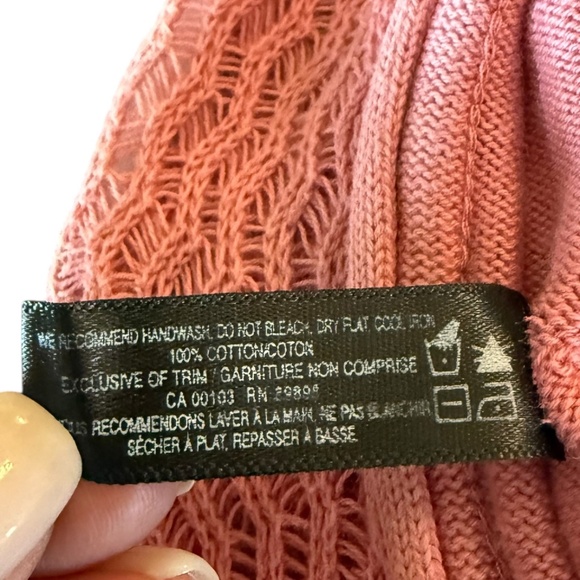 WE RECOMMEND HANDWASH, DO NOT BLEACH, DRY FLAT, COOL IRON
100% COTTON/COTON
EXCLUSIVE OF TRIM / GARNITURE NON COMPRISE
CA 00103 RN
RECOMMENDONS LAVER À LA MAIN, NE PAS BLANCHIR
SÉCHER À PLAT, REPASSER À BASSE